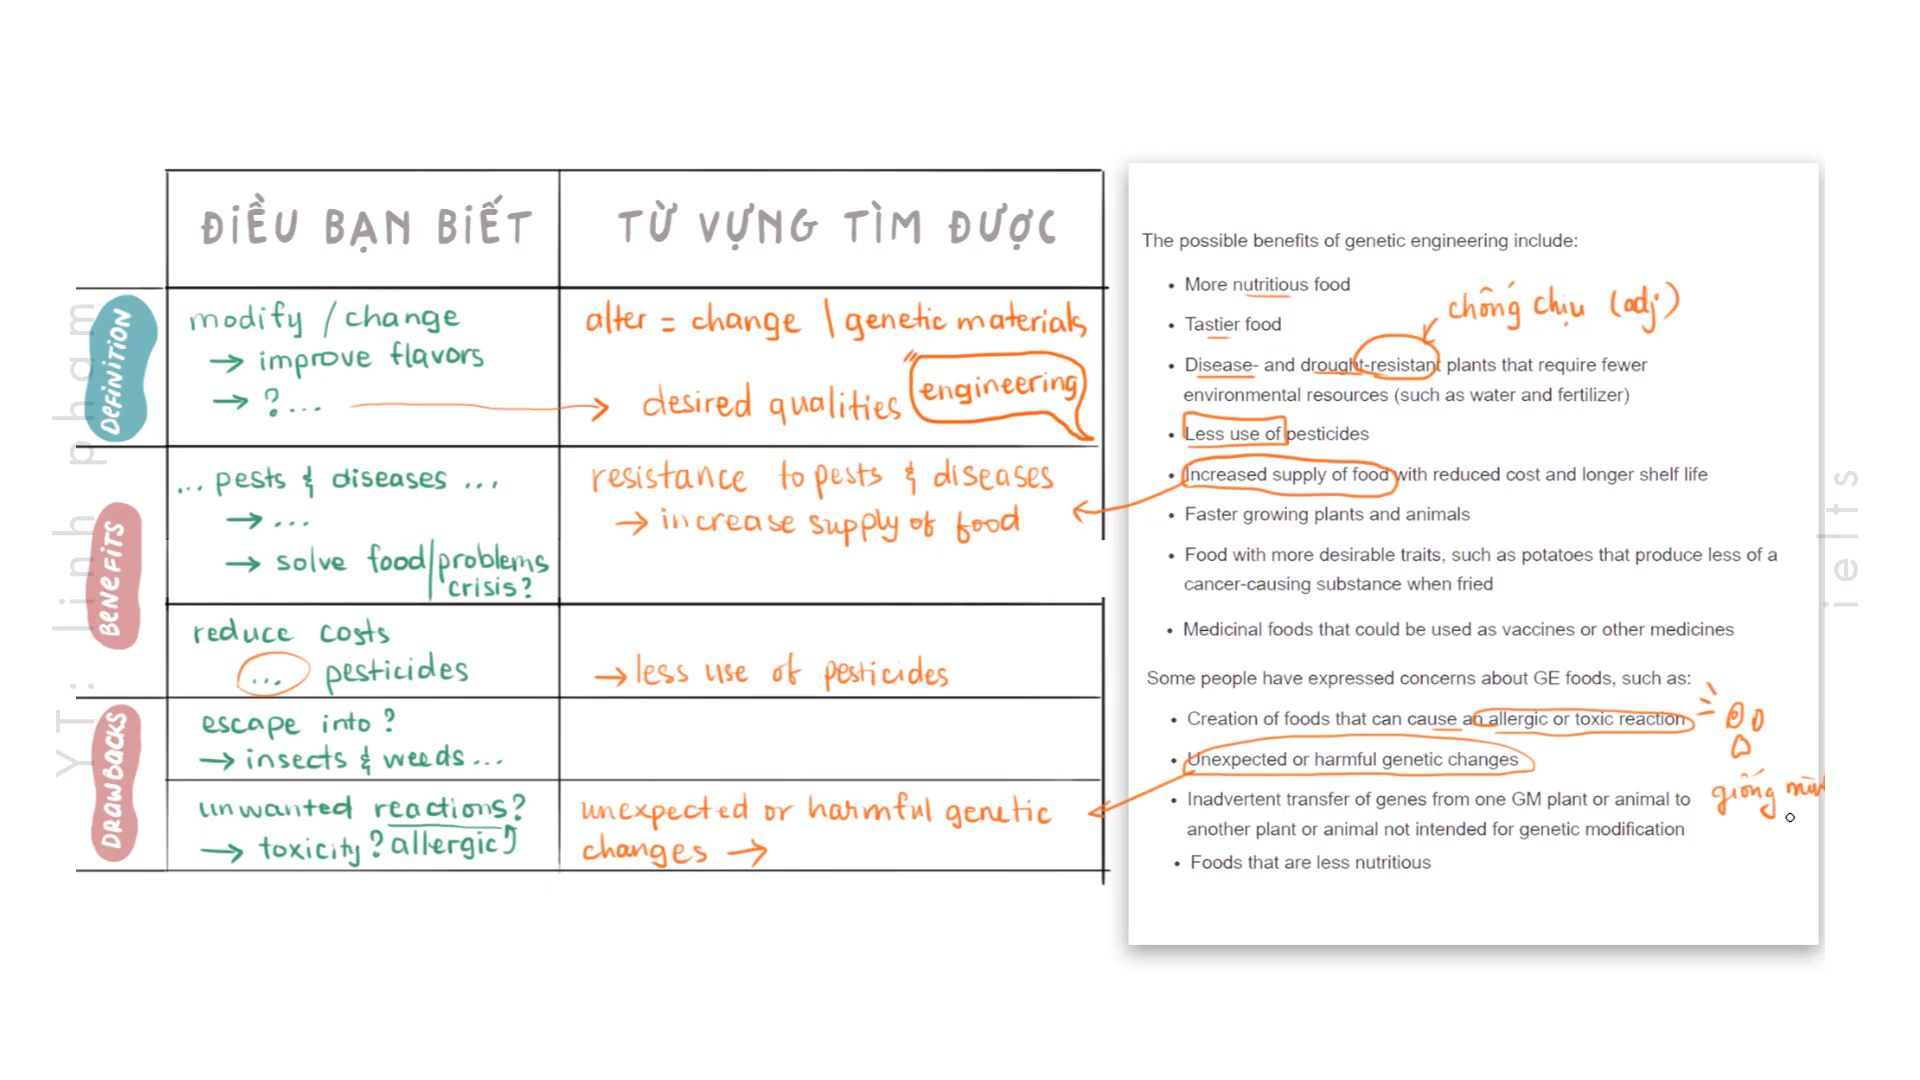 ĐIỀU BẠN BIẾT
TỪ VỰNG TÌM ĐƯỢC
DEFINITION
modify / change
→ improve flavors
→ ?...
alter = change | genetic materials
desired qualities
engineering
BENEFITS
... pests & diseases ...
→ ...
→ solve food/problems
crisis?
resistance to pests & diseases
→ increase supply of food
reduce costs
... pesticides
→ less use of pesticides
DRAWBACKS
escape into?
→ insects & weeds...
unwanted reactions?
→ toxicity? allergic?
unexpected or harmful genetic
changes →
The possible benefits of genetic engineering include:
• More nutritious food
• Tastier food
chống chịu (adj)
• Disease- and drought-resistant plants that require fewer
environmental resources (such as water and fertilizer)
• Less use of pesticides
• Increased supply of food with reduced cost and longer shelf life
• Faster growing plants and animals
• Food with more desirable traits, such as potatoes that produce less of a
cancer-causing substance when fried
• Medicinal foods that could be used as vaccines or other medicines
Some people have expressed concerns about GE foods, such as:
• Creation of foods that can cause an allergic or toxic reaction
• Unexpected or harmful genetic changes
• Inadvertent transfer of genes from one GM plant or animal to
another plant or animal not intended for genetic modification
• Foods that are less nutritious
giống
YT: linh pham
ielts